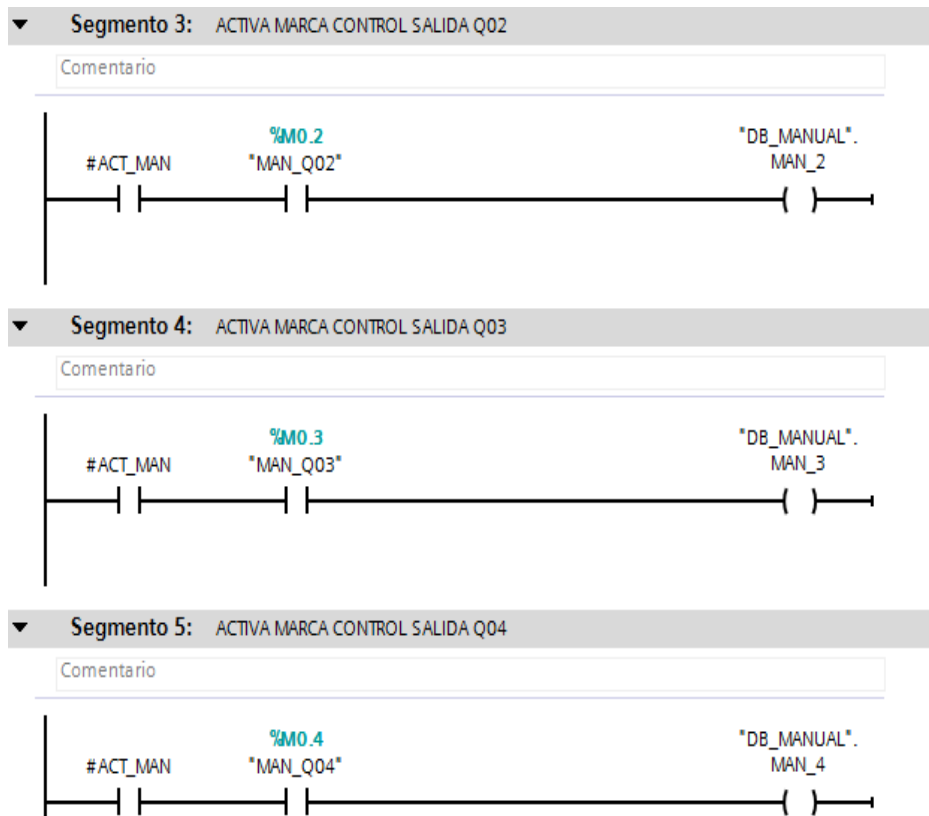 Segmento 3: ACTIVA MARCA CONTROL SALIDA Q02
Comentario
%M0.2
"DB_MANUAL".
#ACT_MAN "MAN_Q02" MAN_2
Segmento 4: ACTIVA MARCA CONTROL SALIDA Q03
Comentario
%M0.3
"DB_MANUAL".
#ACT_MAN "MAN_Q03" MAN_3
Segmento 5: ACTIVA MARCA CONTROL SALIDA Q04
Comentario
%M0.4
"DB_MANUAL".
#ACT_MAN "MAN_Q04" MAN_4